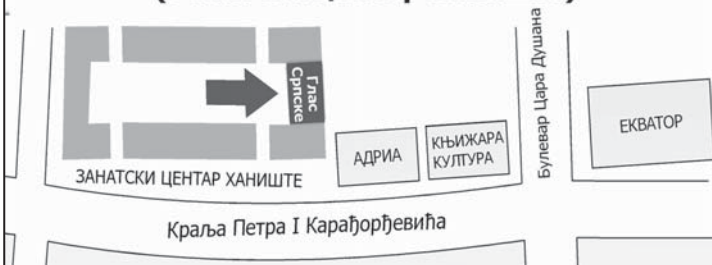 Глас
Српске
АДРИА
КЊИЖАРА
КУЛТУРА
Булевар Цара Душана
ЕКВАТОР
ЗАНАТСКИ ЦЕНТАР ХАНИШТЕ
Краља Петра I Карађорђевића